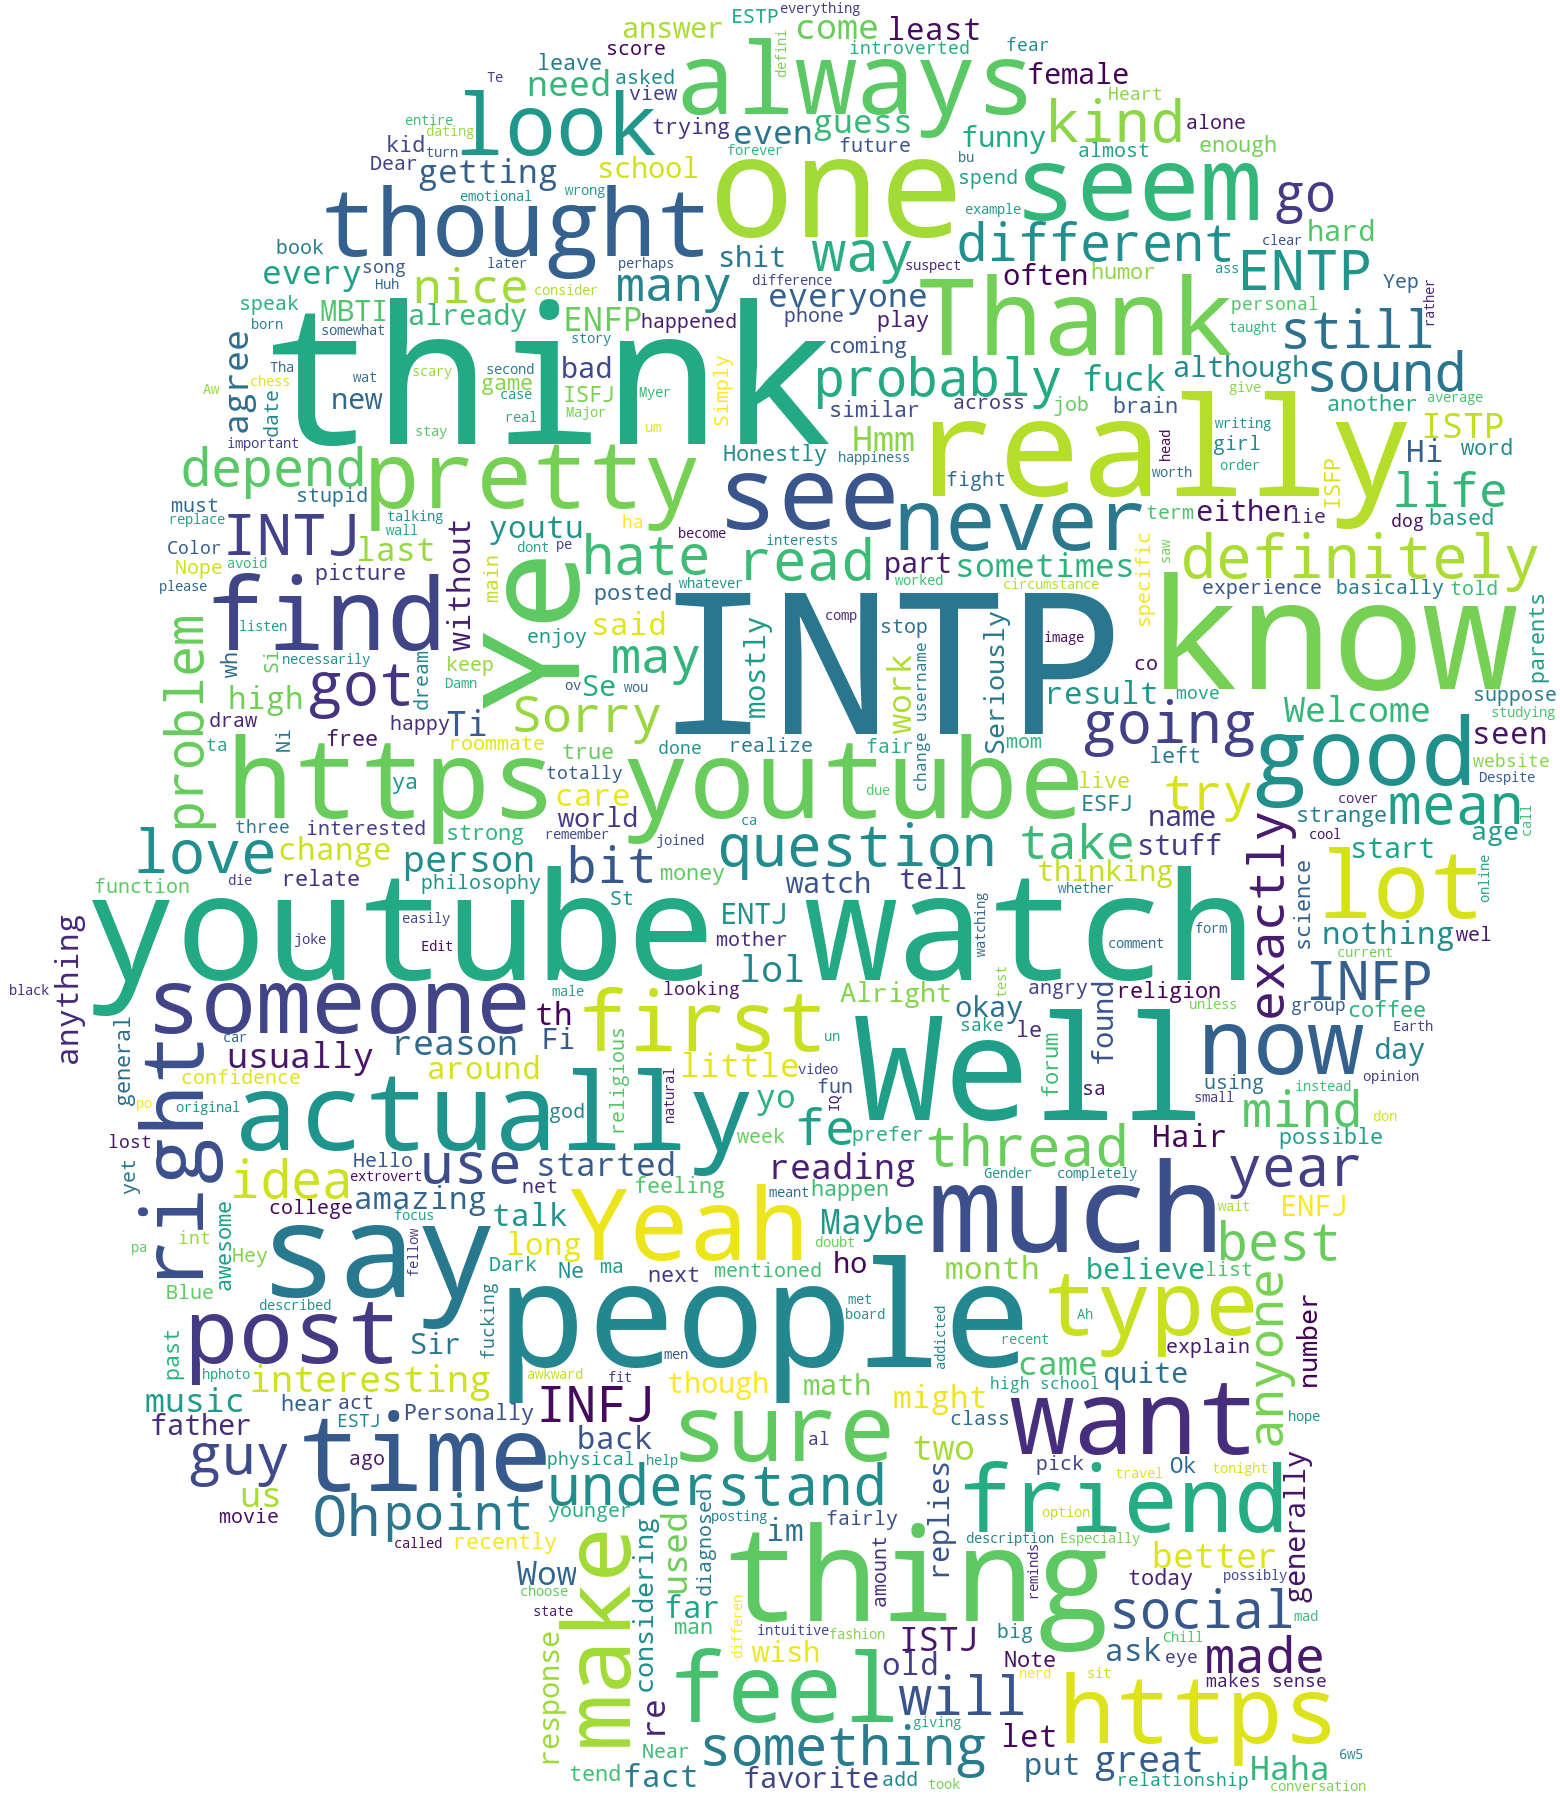 everything
ESTP
come
least
answer
always
introverted
fear
score
defini
leave
asked
need
female
Te
view
look
Heart
entire
dating
trying
even
guess
funny
kind
alone
enough
kid
turn
Dear
getting
school
forever
future
one
bu
almost
spend
seem
emotional
wrong
go
thought
example
hard
book
shit
way
different
clear
every
song
later
perhaps
many
suspect
often
humor
ass
ENTP
Yep
Huh
nice
consider
difference
everyone
rather
speak
MBTI
already
ENFP
happened
phone
play
Thank
personal
born
somewhat
story
coming
taught
still
agree
Tha
think
probably
fuck
although
sound
Aw
chess
wat
scary
game
second
bad
Simply
date
new
case
ISFJ
Myer
similar
across
job
brain
another
give
average
real
Major
Hmm
really
writing
ISTP
important
stay
um
Honestly
girl
Hi
word
depend
pretty
happiness
see
never
head
worth
order
ISFP
life
stupid
fight
must
replace
talking
wall
youtu
ha
become
term
either
lie
dog
based
INTJ
last
without
dont
pe
hate
interests
read
part
sometimes
saw
definitely
Color
Nope
avoid
picture
Ye
main
whatever
worked
circumstance
specific
experience
basically
told
please
find
posted
INTP
know
problem
listen
enjoy
said
comp
stop
image
parents
wh
Si
necessarily
dream
keep
may
mostly
Seriously
co
high
got
Damn
ov
Se
wou
work
result
move
suppose
draw
happy
Ti
Sorry
change username
going
Welcome
studying
ta
Ni
free
roommate
true
done
realize
fair
mom
left
good
seen
website
https
youtube
totally
ya
care
due
live
ESFJ
try
Despite
cover
mean
three
interested
strong
world
remember
joined
ca
name
strange
age
call
love
change
person
bit
question
take
stuff
cool
start
function
die
relate
philosophy
money
watch
tell
thinking
whether
exactly
lot
online
youtube
easily
St
ENTJ
watch
science
anything
joke
Edit
mother
watching
comment
form
nothing
wel
current
black
someone
male
lol
looking
Alright
test
angry
religion
INFP
th
first
okay
found
unless
group
coffee
general
car
usually
reason
Fi
un
sake
le
Well
now
Earth
day
right
confidence
around
little
video
forum
using
instead
opinion
po
original
actually
god
religious
natural
yo
fun
IQ
sa
small
mind
don
lost
week
fe
prefer
thread
Hair
possible
yet
Hello
extrovert
use
started
reading
Gender
completely
year
idea
college
amazing
net
feeling
meant
happen
much
wait
ENFJ
pa
int
awesome
say
focus
talk
Yeah
Maybe
best
Hey
fellow
long
doubt
Blue
Dark
Ne
ma
next
mentioned
ho
month
believe
list
described
fucking
people
met
board
Ah
type
anyone
number
post
Sir
addicted
recent
explain
past
hphoto
men
came
quite
interesting
awkward
fit
though
math
high school
music
hear
act
might
want
father
ESTJ
Personally
INFJ
class
hope
guy
time
back
sure
al
two
pick
Ok
ago
physical
help
travel
tonight
us
understand
replies
friend
generally
movie
Oh
point
younger
diagnosed
posting
im
fairly
option
called
recently
make
used
thing
description
Especially
better
Wow
considering
amount
reminds
today
possibly
choose
far
state
man
differen
intuitive
fashion
ISTJ
big
social
mad
response
wish
old
Note
ask
Chill
eye
made
feel
nerd
sit
makes sense
re
will
https
giving
let
Near
something
6w5
tend
fact
favorite
add
took
put
great
relationship
Haha
conversation